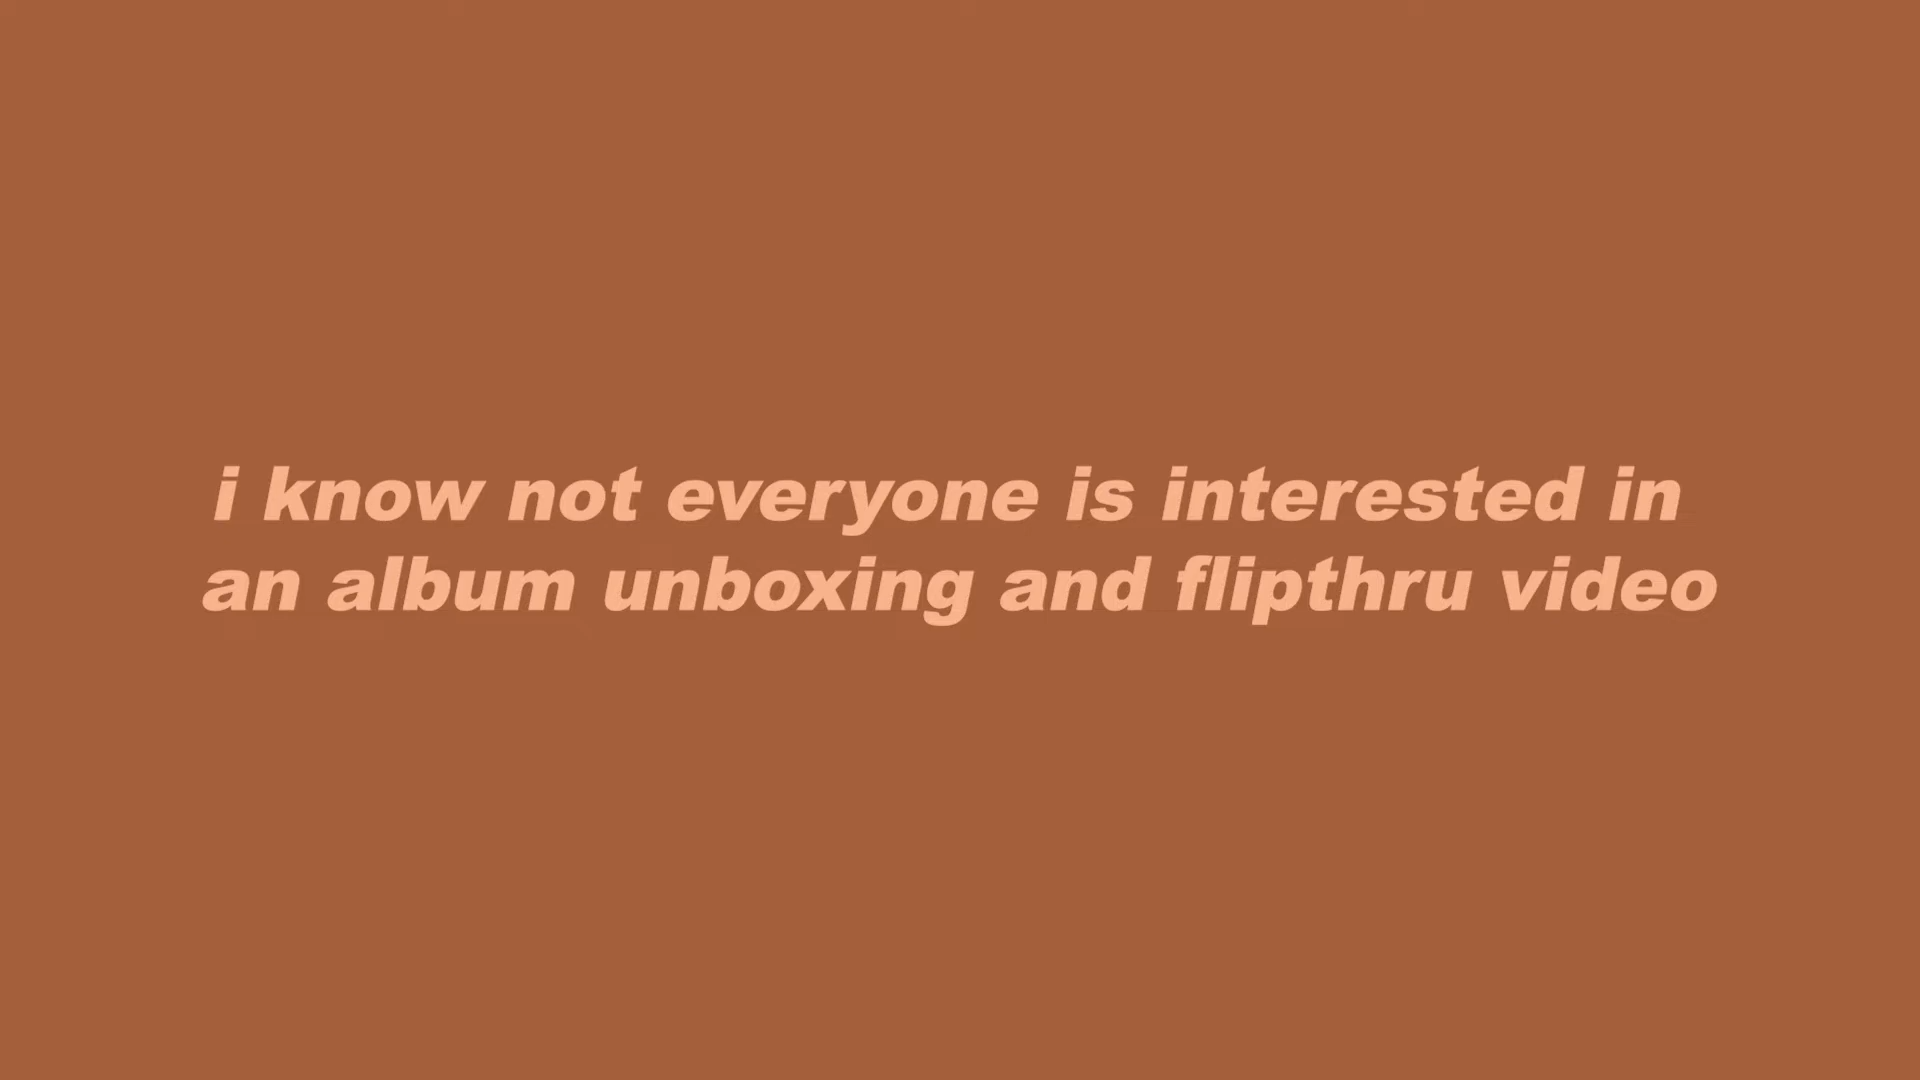 i know not everyone is interested in
an album unboxing and flipthru video